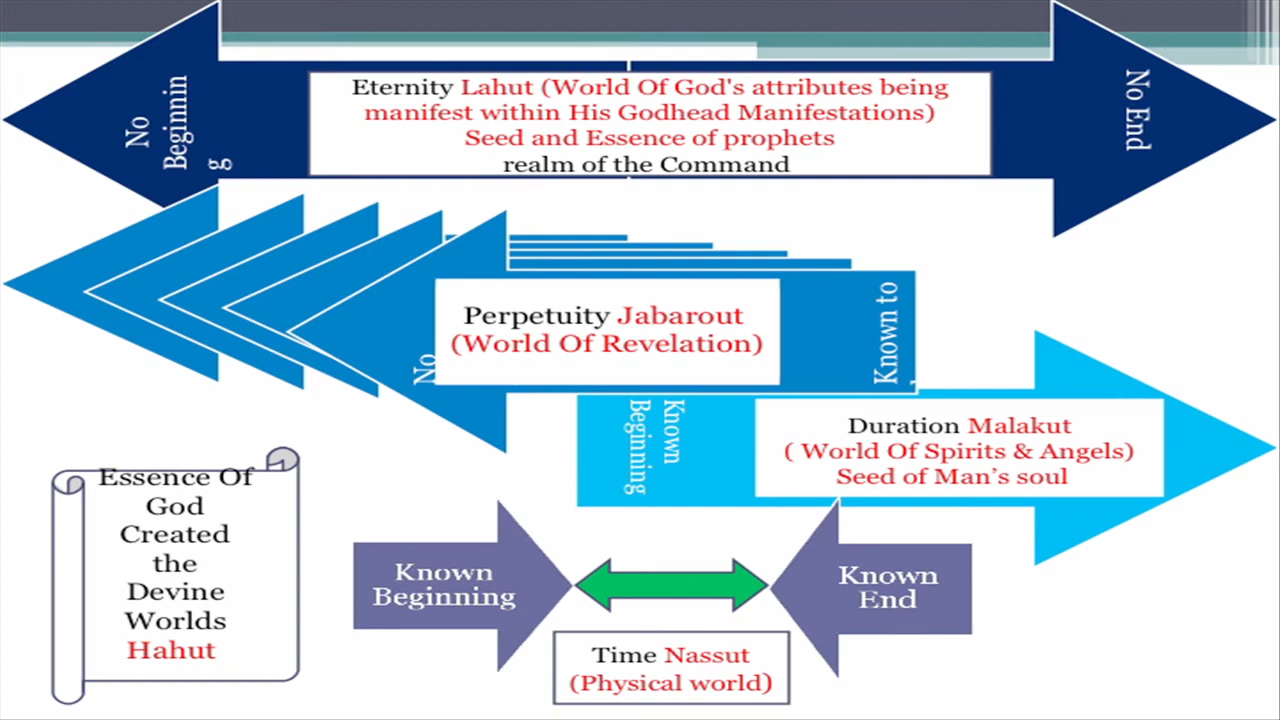 No
Beginnin
g
Eternity Lahut (World Of God's attributes being
manifest within His Godhead Manifestations)
Seed and Essence of prophets
realm of the Command
No End
No
Perpetuity Jabarout
(World Of Revelation)
Known to
Known
Beginning
Duration Malakut
( World Of Spirits & Angels)
Seed of Man’s soul
Essence Of
God
Created
the
Devine
Worlds
Hahut
Known
Beginning
Known
End
Time Nassut
(Physical world)